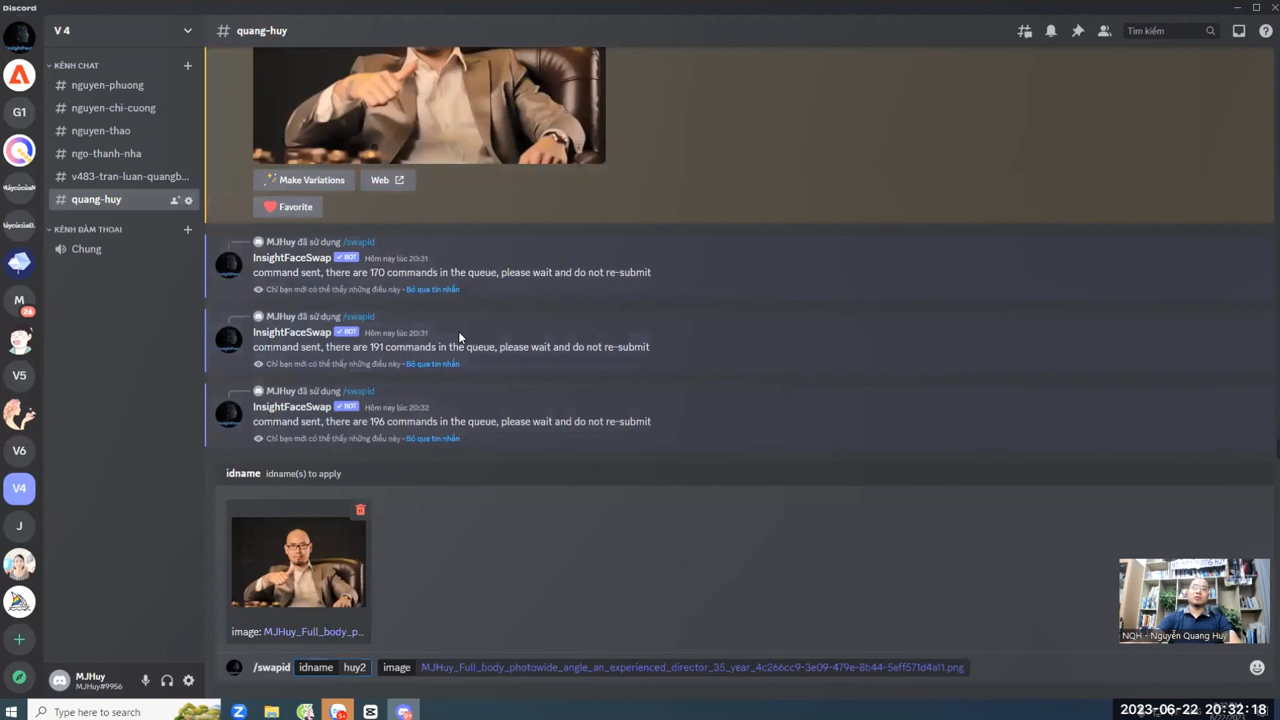 Discord
V 4
# quang-huy
Tìm kiếm
KÊNH CHAT
# nguyen-phuong
# nguyen-chi-cuong
# nguyen-thao
# ngo-thanh-nha
# v483-tran-luan-quangb...
# quang-huy
KÊNH ĐÀM THOẠI
Chung
G1
M
26
V5
V6
V4
J
Make Variations
Web
Favorite
MJHuy đã sử dụng /swapid
InsightFaceSwap ✓ BOT Hôm nay lúc 20:31
command sent, there are 170 commands in the queue, please wait and do not re-submit
Chỉ bạn mới có thể thấy những điều này • Bỏ qua tin nhắn
MJHuy đã sử dụng /swapid
InsightFaceSwap ✓ BOT Hôm nay lúc 20:31
command sent, there are 191 commands in the queue, please wait and do not re-submit
Chỉ bạn mới có thể thấy những điều này • Bỏ qua tin nhắn
MJHuy đã sử dụng /swapid
InsightFaceSwap ✓ BOT Hôm nay lúc 20:32
command sent, there are 196 commands in the queue, please wait and do not re-submit
Chỉ bạn mới có thể thấy những điều này • Bỏ qua tin nhắn
idname idname(s) to apply
image: MJHuy_Full_body_p...
/swapid idname huy2 image MJHuy_Full_body_photowide_angle_an_experienced_director_35_year_4c266cc9-3e09-479e-8b44-5eff571d4a11.png
NQH - Nguyễn Quang Huy
MJHuy
MJHuy#9956
Type here to search
2023-06-22 20:32:18